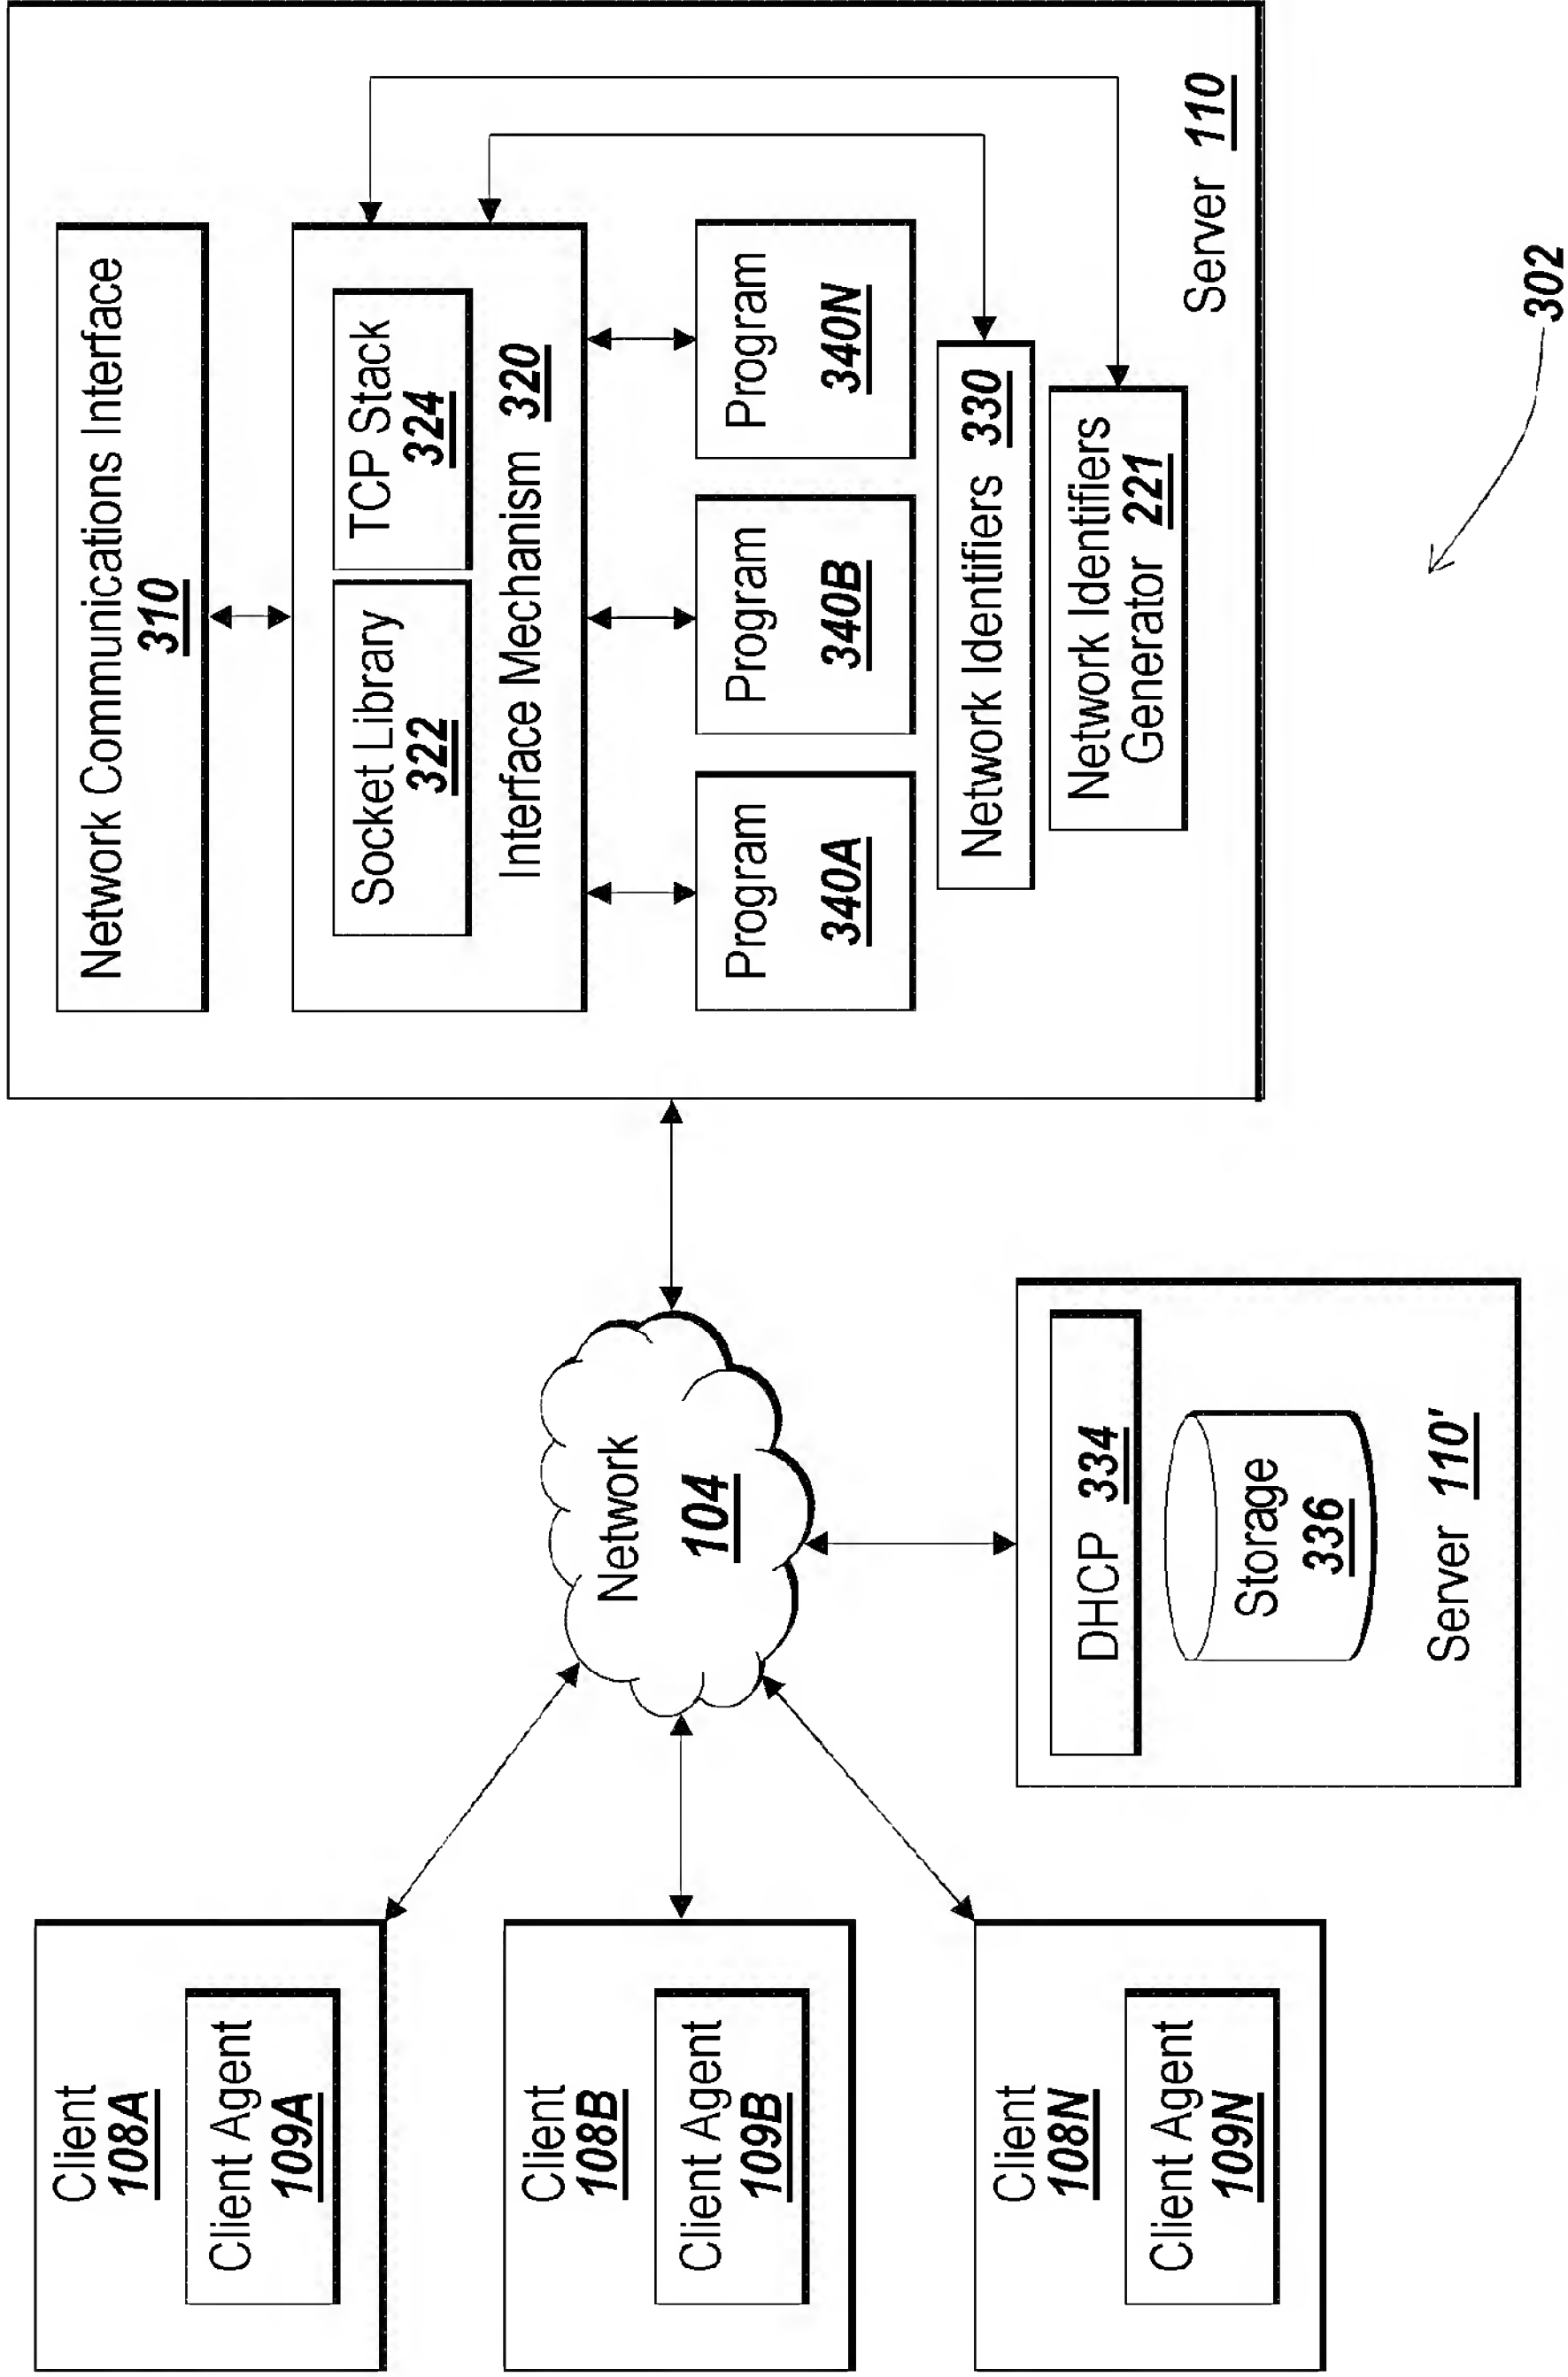 Client
108A
Client Agent
109A
Client
108B
Client Agent
109B
Client
108N
Client Agent
109N
Network
104
DHCP 334
Storage
336
Server 110'
Network Communications Interface
310
Socket Library
322
TCP Stack
324
Interface Mechanism 320
Program
340A
Program
340B
Program
340N
Network Identifiers 330
Network Identifiers
Generator 221
Server 110
302